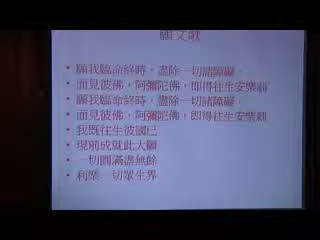 願文歌
願我臨命終時，盡除一切諸障礙，
面見彼佛，阿彌陀佛，即得往生安樂剎
願我臨命終時，盡除一切諸障礙，
面見彼佛，阿彌陀佛，即得往生安樂剎
我既往生彼國已
現前成就此大願
一切圓滿盡無餘
利樂一切眾生界